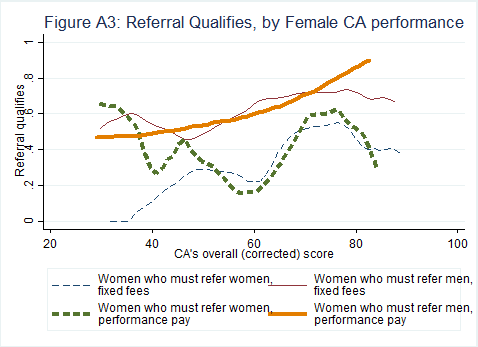 Figure A3: Referral Qualifies, by Female CA performance
Referral qualifies
0 .2 .4 .6 .8 1
20 40 60 80 100
CA's overall (corrected) score
Women who must refer women,
fixed fees
Women who must refer men,
fixed fees
Women who must refer women,
performance pay
Women who must refer men,
performance pay